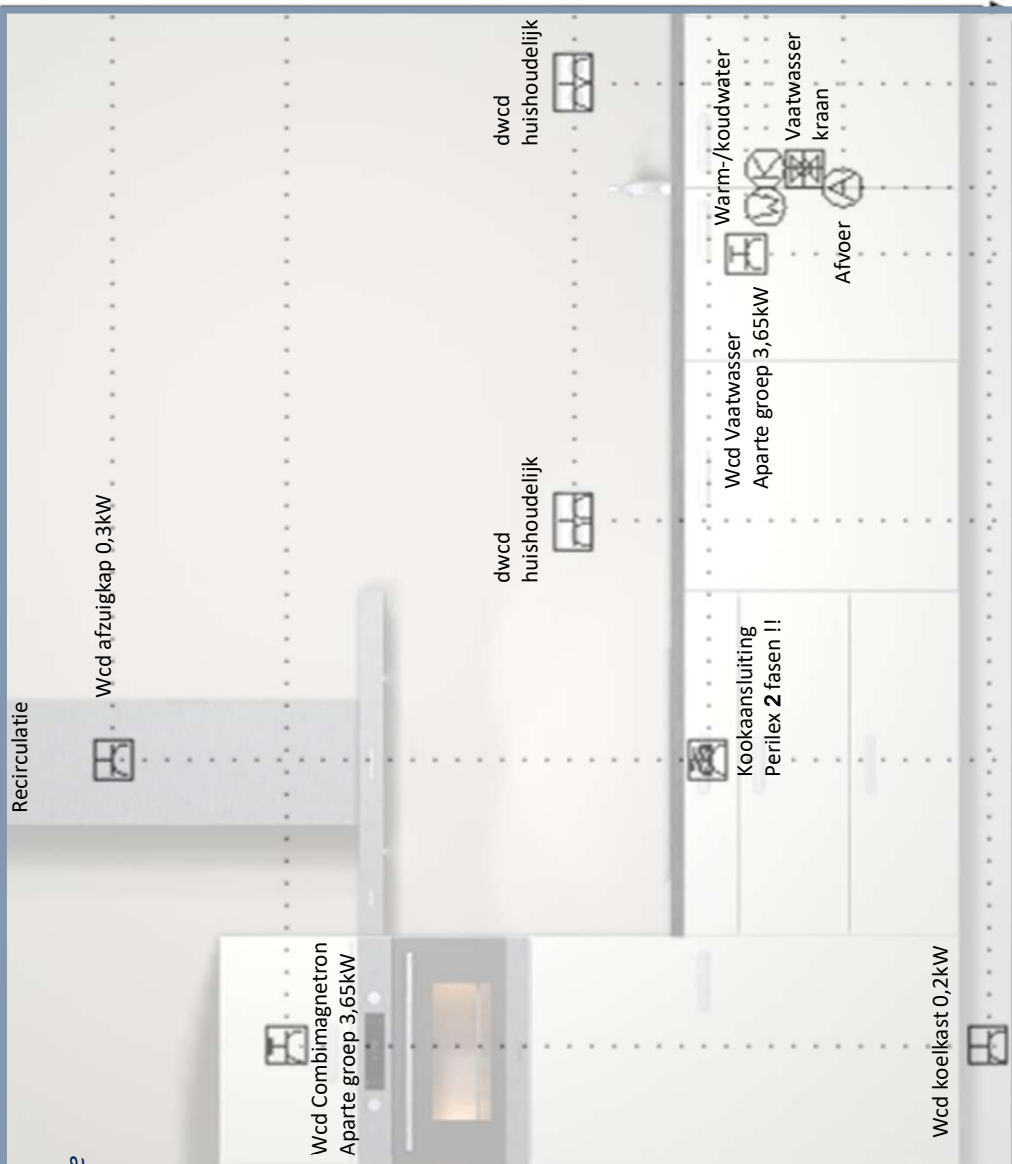 Recirculatie
Wcd afzuigkap 0,3kW
dwcd
huishoudelijk
dwcd
huishoudelijk
Wcd Combimagnetron
Aparte groep 3,65kW
Kookaansluiting
Perilex 2 fasen !!
Wcd Vaatwasser
Aparte groep 3,65kW
Warm-/koudwater
W
K
Vaatwasser
kraan
A
Afvoer
Wcd koelkast 0,2kW